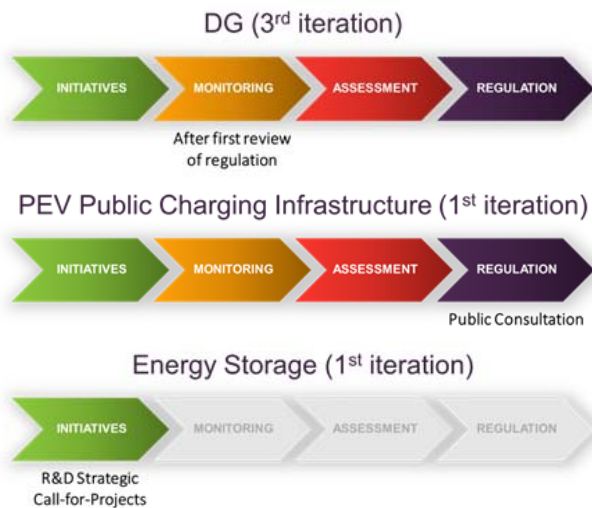 DG (3rd iteration)
INITIATIVES MONITORING ASSESSMENT REGULATION
After first review
of regulation
PEV Public Charging Infrastructure (1st iteration)
INITIATIVES MONITORING ASSESSMENT REGULATION
Public Consultation
Energy Storage (1st iteration)
INITIATIVES MONITORING ASSESSMENT REGULATION
R&D Strategic
Call-for-Projects